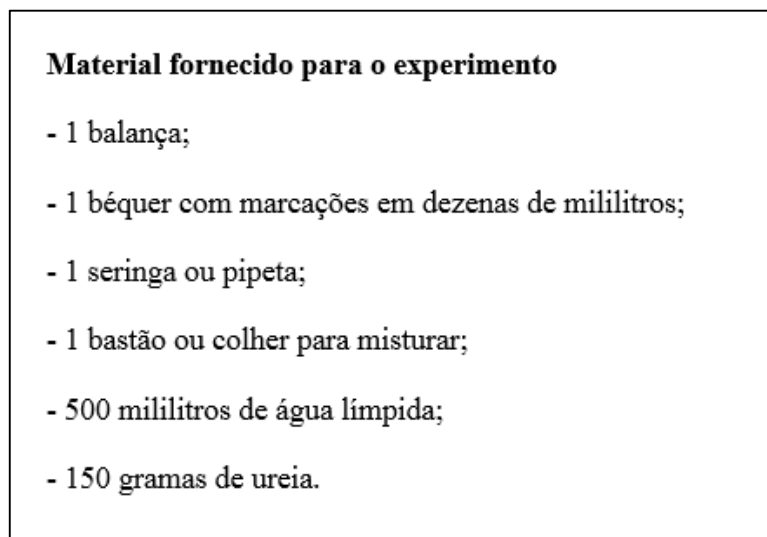 Material fornecido para o experimento
- 1 balança;
- 1 béquer com marcações em dezenas de mililitros;
- 1 seringa ou pipeta;
- 1 bastão ou colher para misturar;
- 500 mililitros de água límpida;
- 150 gramas de ureia.